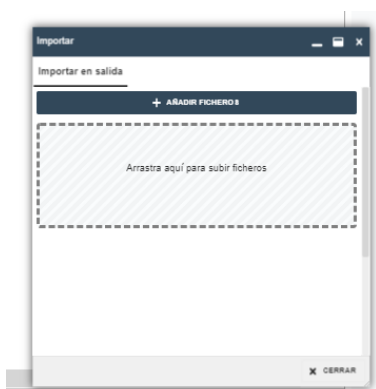 Importar
Importar en salida
+ AÑADIR FICHEROS
Arrastra aquí para subir ficheros
x CERRAR